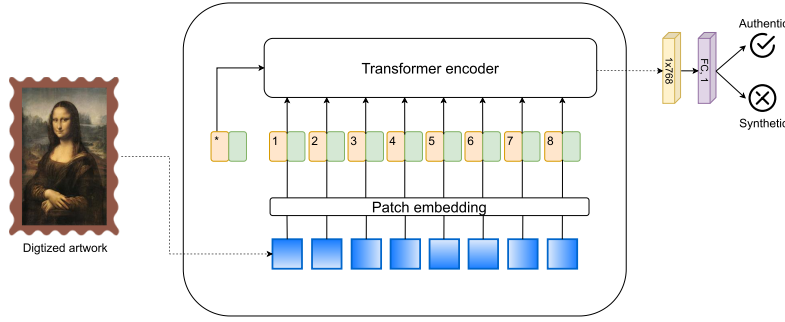 Authentic
Transformer encoder
1x768
FC, 1
* 1 2 3 4 5 6 7 8
Patch embedding
Synthetic
Digtized artwork